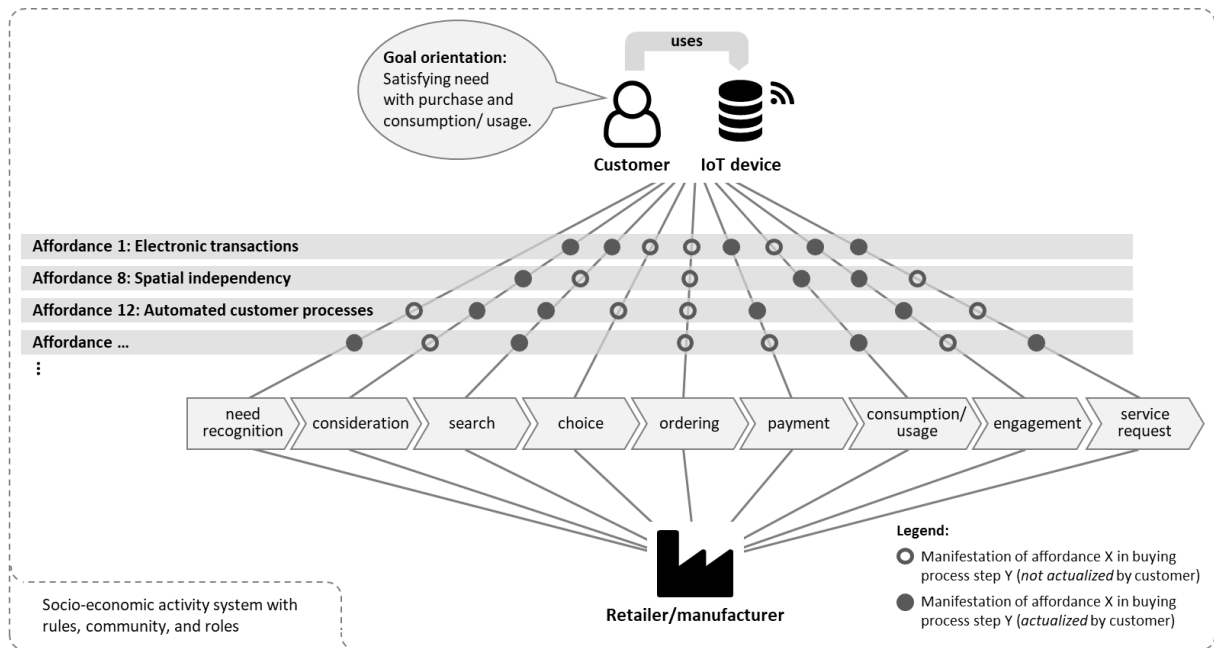 uses
Goal orientation:
Satisfying need
with purchase and
consumption/ usage.
Customer
IoT device
Affordance 1: Electronic transactions
Affordance 8: Spatial independency
Affordance 12: Automated customer processes
Affordance ...
⋮
need
recognition
consideration
search
choice
ordering
payment
consumption/
usage
engagement
service
request
Retailer/manufacturer
Legend:
Manifestation of affordance X in buying
process step Y (not actualized by customer)
Manifestation of affordance X in buying
process step Y (actualized by customer)
Socio-economic activity system with
rules, community, and roles